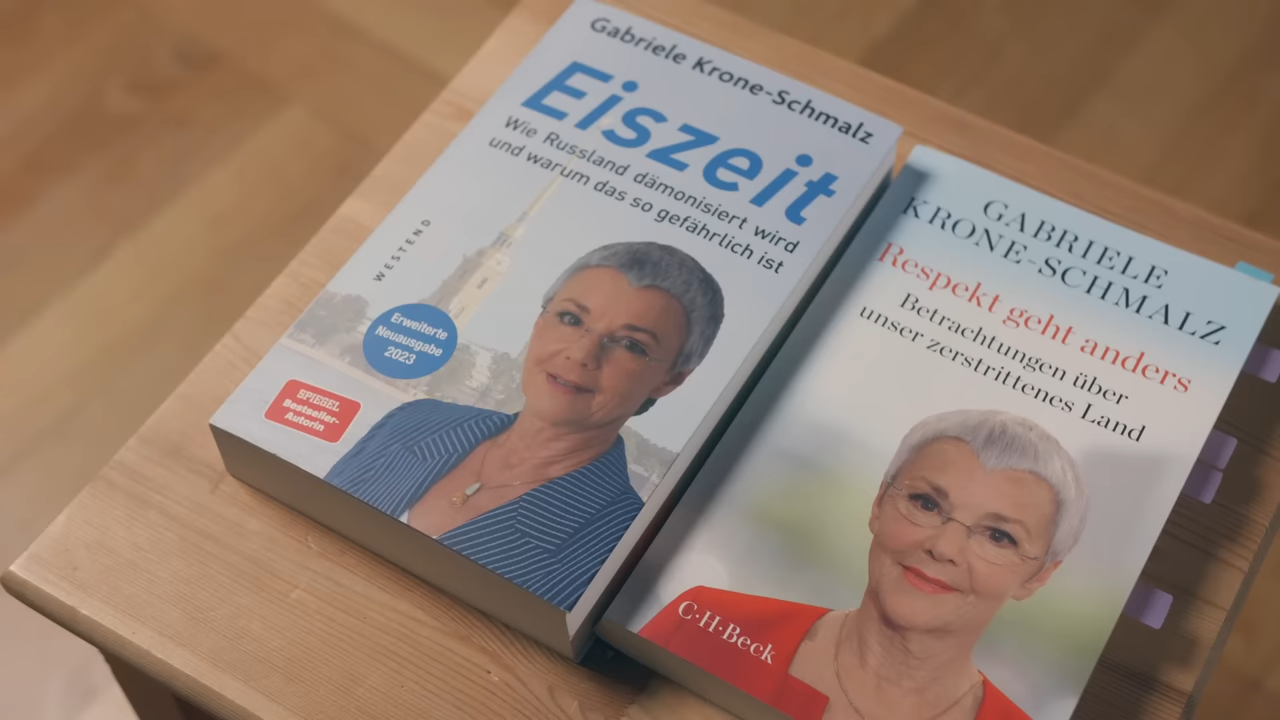 Gabriele Krone-Schmalz
Eiszeit
Wie Russland dämonisiert wird
und warum das so gefährlich ist
WESTEND
Erweiterte
Neuausgabe
2023
SPIEGEL
Bestseller-
Autorin
GABRIELE
KRONE-SCHMALZ
Respekt geht anders
Betrachtungen über
unser zerstrittenes Land
C·H·Beck